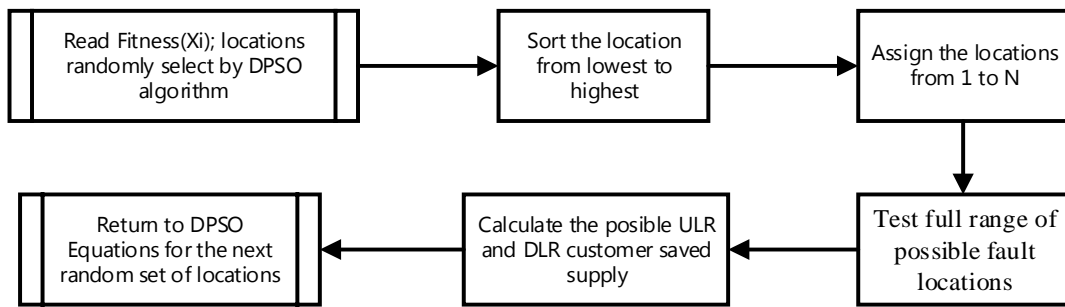 Read Fitness(Xi); locations
randomly select by DPSO
algorithm
Sort the location
from lowest to
highest
Assign the locations
from 1 to N
Test full range of
possible fault
locations
Calculate the posible ULR
and DLR customer saved
supply
Return to DPSO
Equations for the next
random set of locations